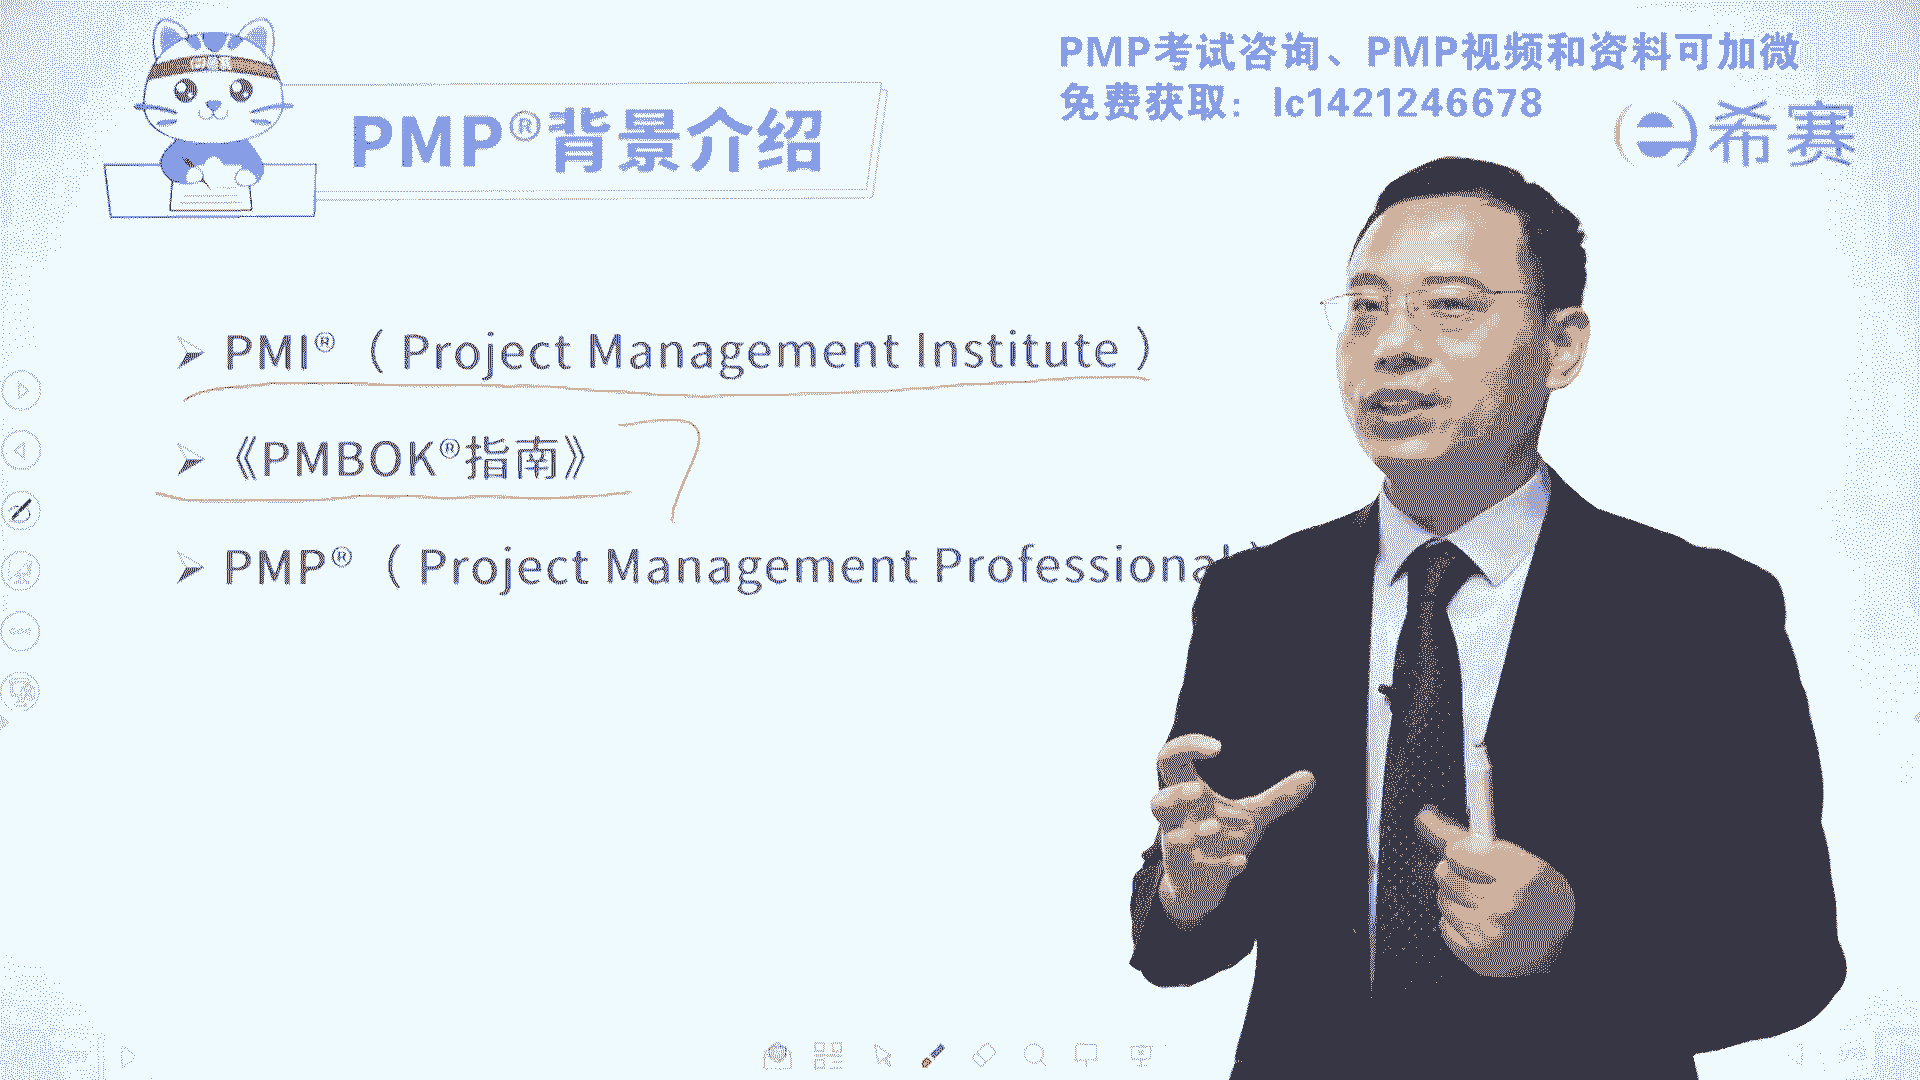 PMP考试咨询、PMP视频和资料可加微
免费获取：lc1421246678
希赛
PMP®背景介绍
➢ PMI®（Project Management Institute）
➢ 《PMBOK®指南》
➢ PMP®（Project Management Professional）